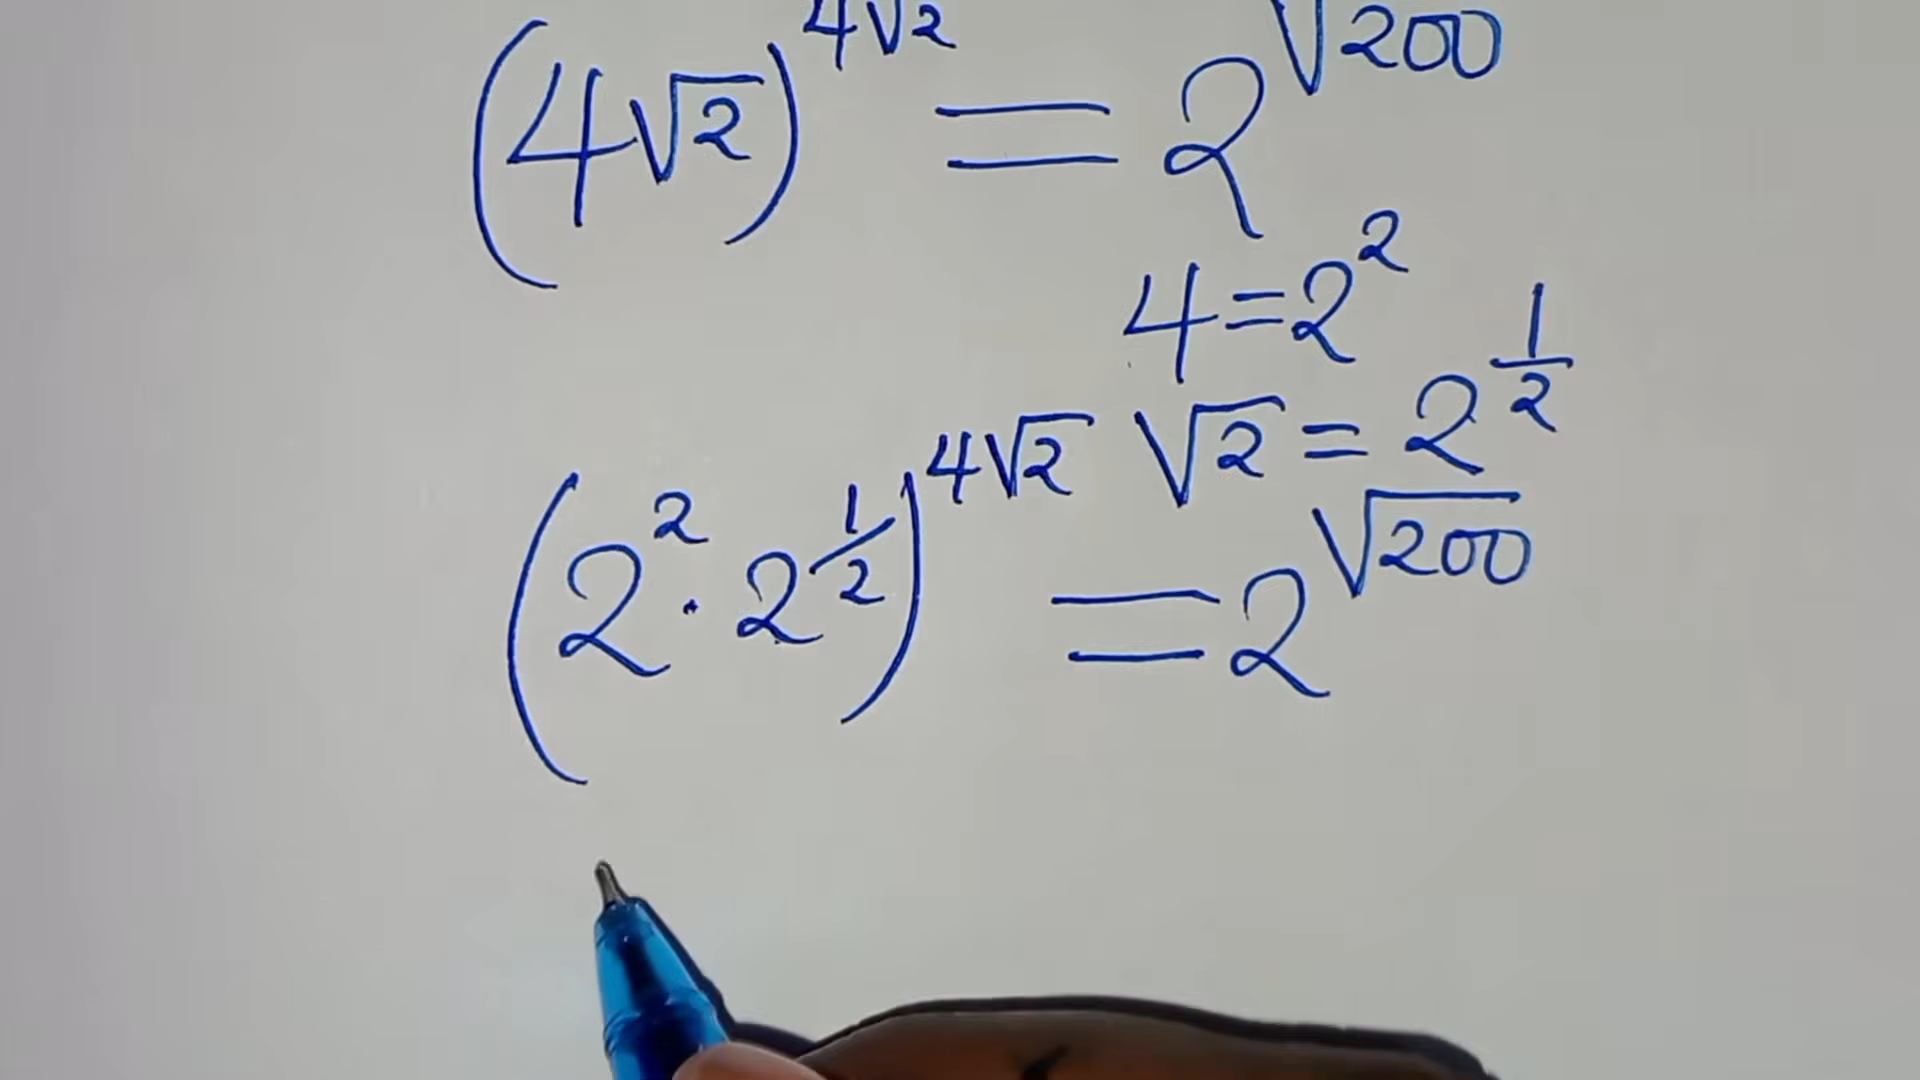 (4√2)^(4√2) = 2^√200
4 = 2^2
√2 = 2^(1/2)
(2^2 · 2^(1/2))^(4√2) = 2^√200